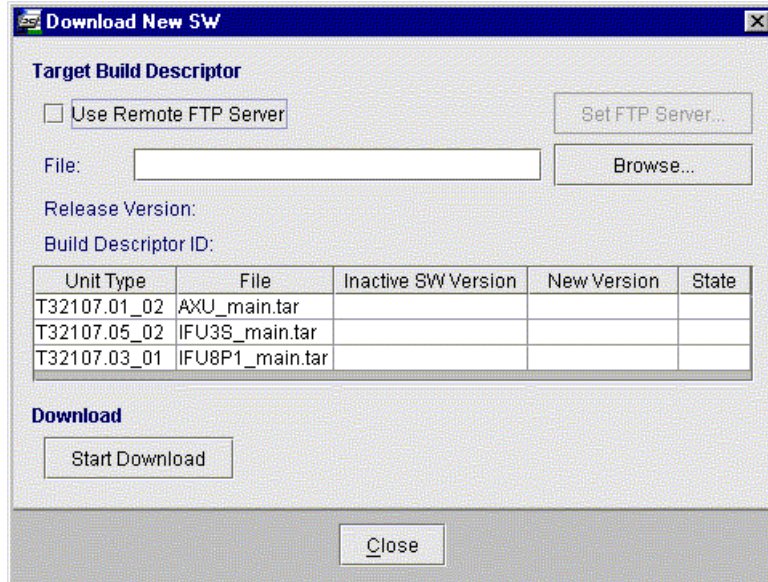 Download New SW
Target Build Descriptor
Use Remote FTP Server
Set FTP Server...
File:
Browse...
Release Version:
Build Descriptor ID:
Unit Type File Inactive SW Version New Version State
T32107.01_02 AXU_main.tar
T32107.05_02 IFU3S_main.tar
T32107.03_01 IFU8P1_main.tar
Download
Start Download
Close